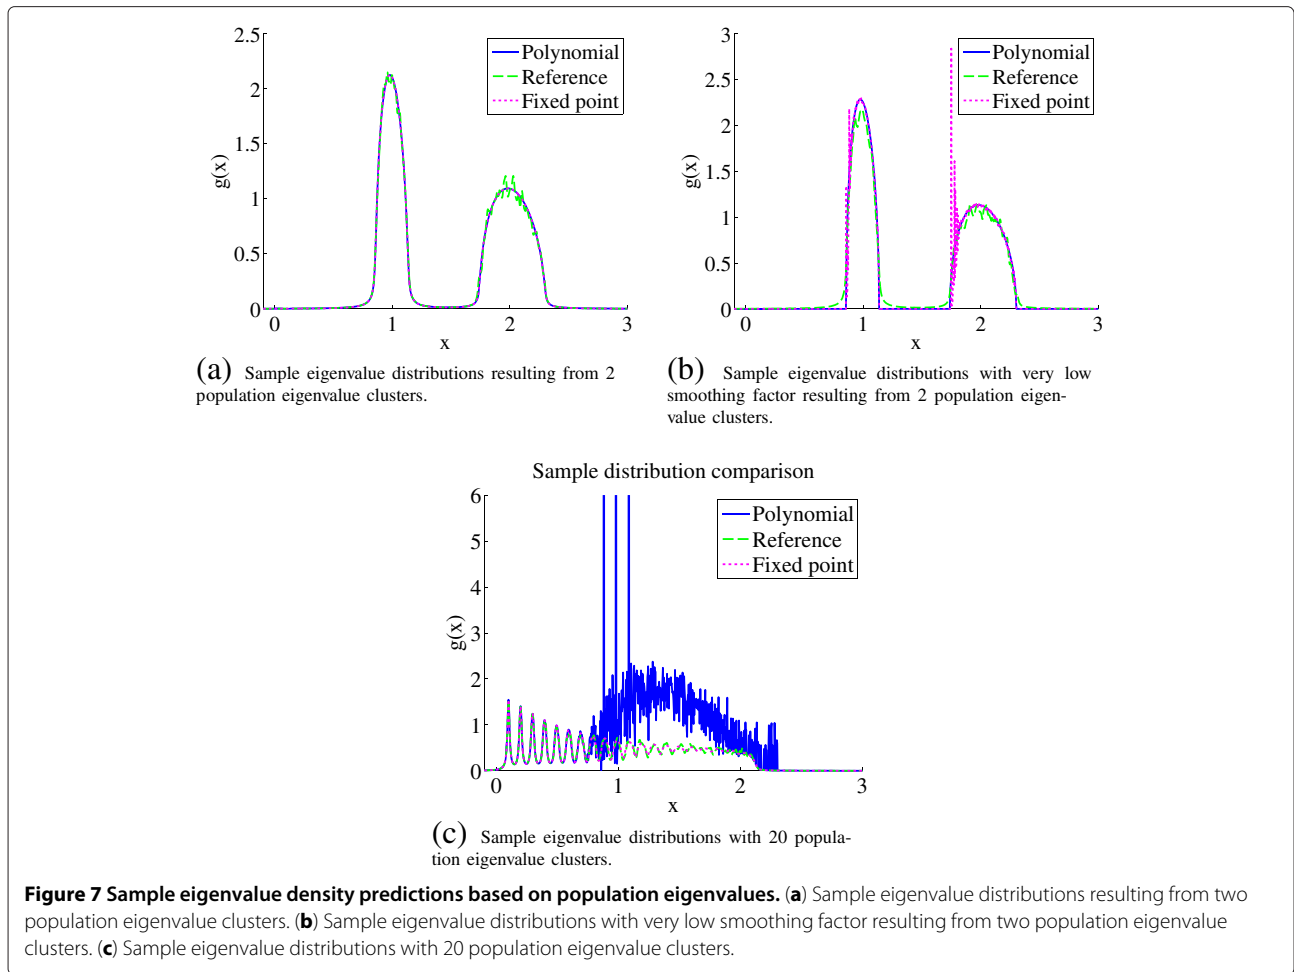 2.5
2
1.5
1
0.5
0
g(x)
0 1 2 3
x
Polynomial
Reference
Fixed point
(a) Sample eigenvalue distributions resulting from 2
population eigenvalue clusters.
3
2.5
2
1.5
1
0.5
0
g(x)
0 1 2 3
x
Polynomial
Reference
Fixed point
(b) Sample eigenvalue distributions with very low
smoothing factor resulting from 2 population eigen-
value clusters.
Sample distribution comparison
6
5
4
3
2
1
0
g(x)
0 1 2 3
x
Polynomial
Reference
Fixed point
(c) Sample eigenvalue distributions with 20 popula-
tion eigenvalue clusters.
Figure 7 Sample eigenvalue density predictions based on population eigenvalues. (a) Sample eigenvalue distributions resulting from two
population eigenvalue clusters. (b) Sample eigenvalue distributions with very low smoothing factor resulting from two population eigenvalue
clusters. (c) Sample eigenvalue distributions with 20 population eigenvalue clusters.